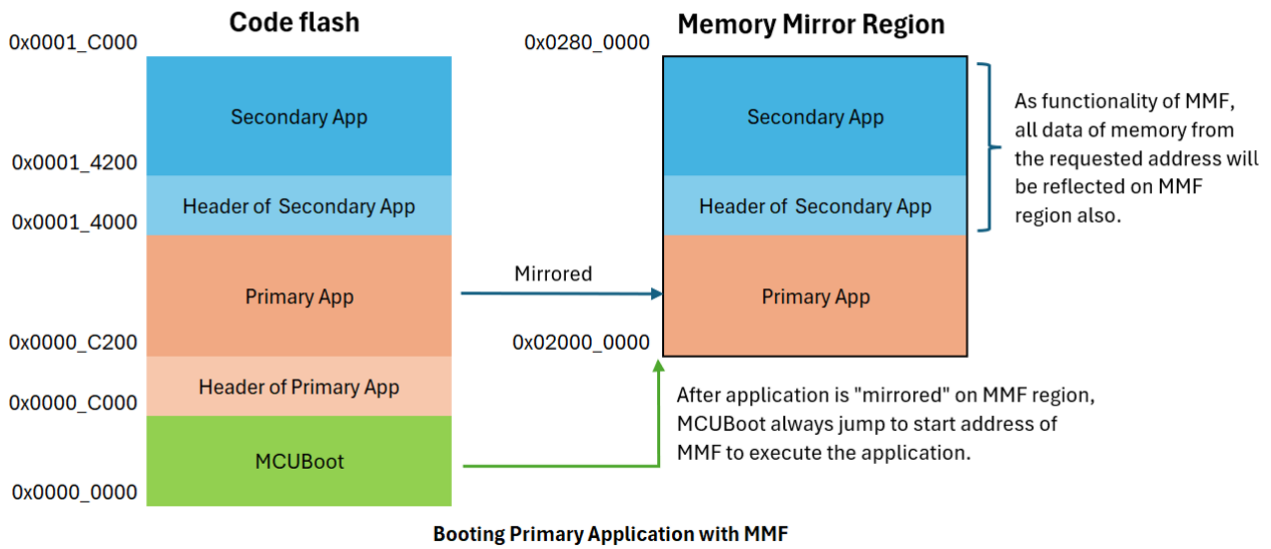 Code flash
Memory Mirror Region
0x0001_C000
0x0280_0000
Secondary App
Secondary App
As functionality of MMF,
all data of memory from
the requested address will
be reflected on MMF
region also.
0x0001_4200
Header of Secondary App
Header of Secondary App
0x0001_4000
Mirrored
Primary App
Primary App
0x0000_C200
0x02000_0000
Header of Primary App
After application is "mirrored" on MMF region,
MCUBoot always jump to start address of
MMF to execute the application.
0x0000_C000
MCUBoot
0x0000_0000
Booting Primary Application with MMF